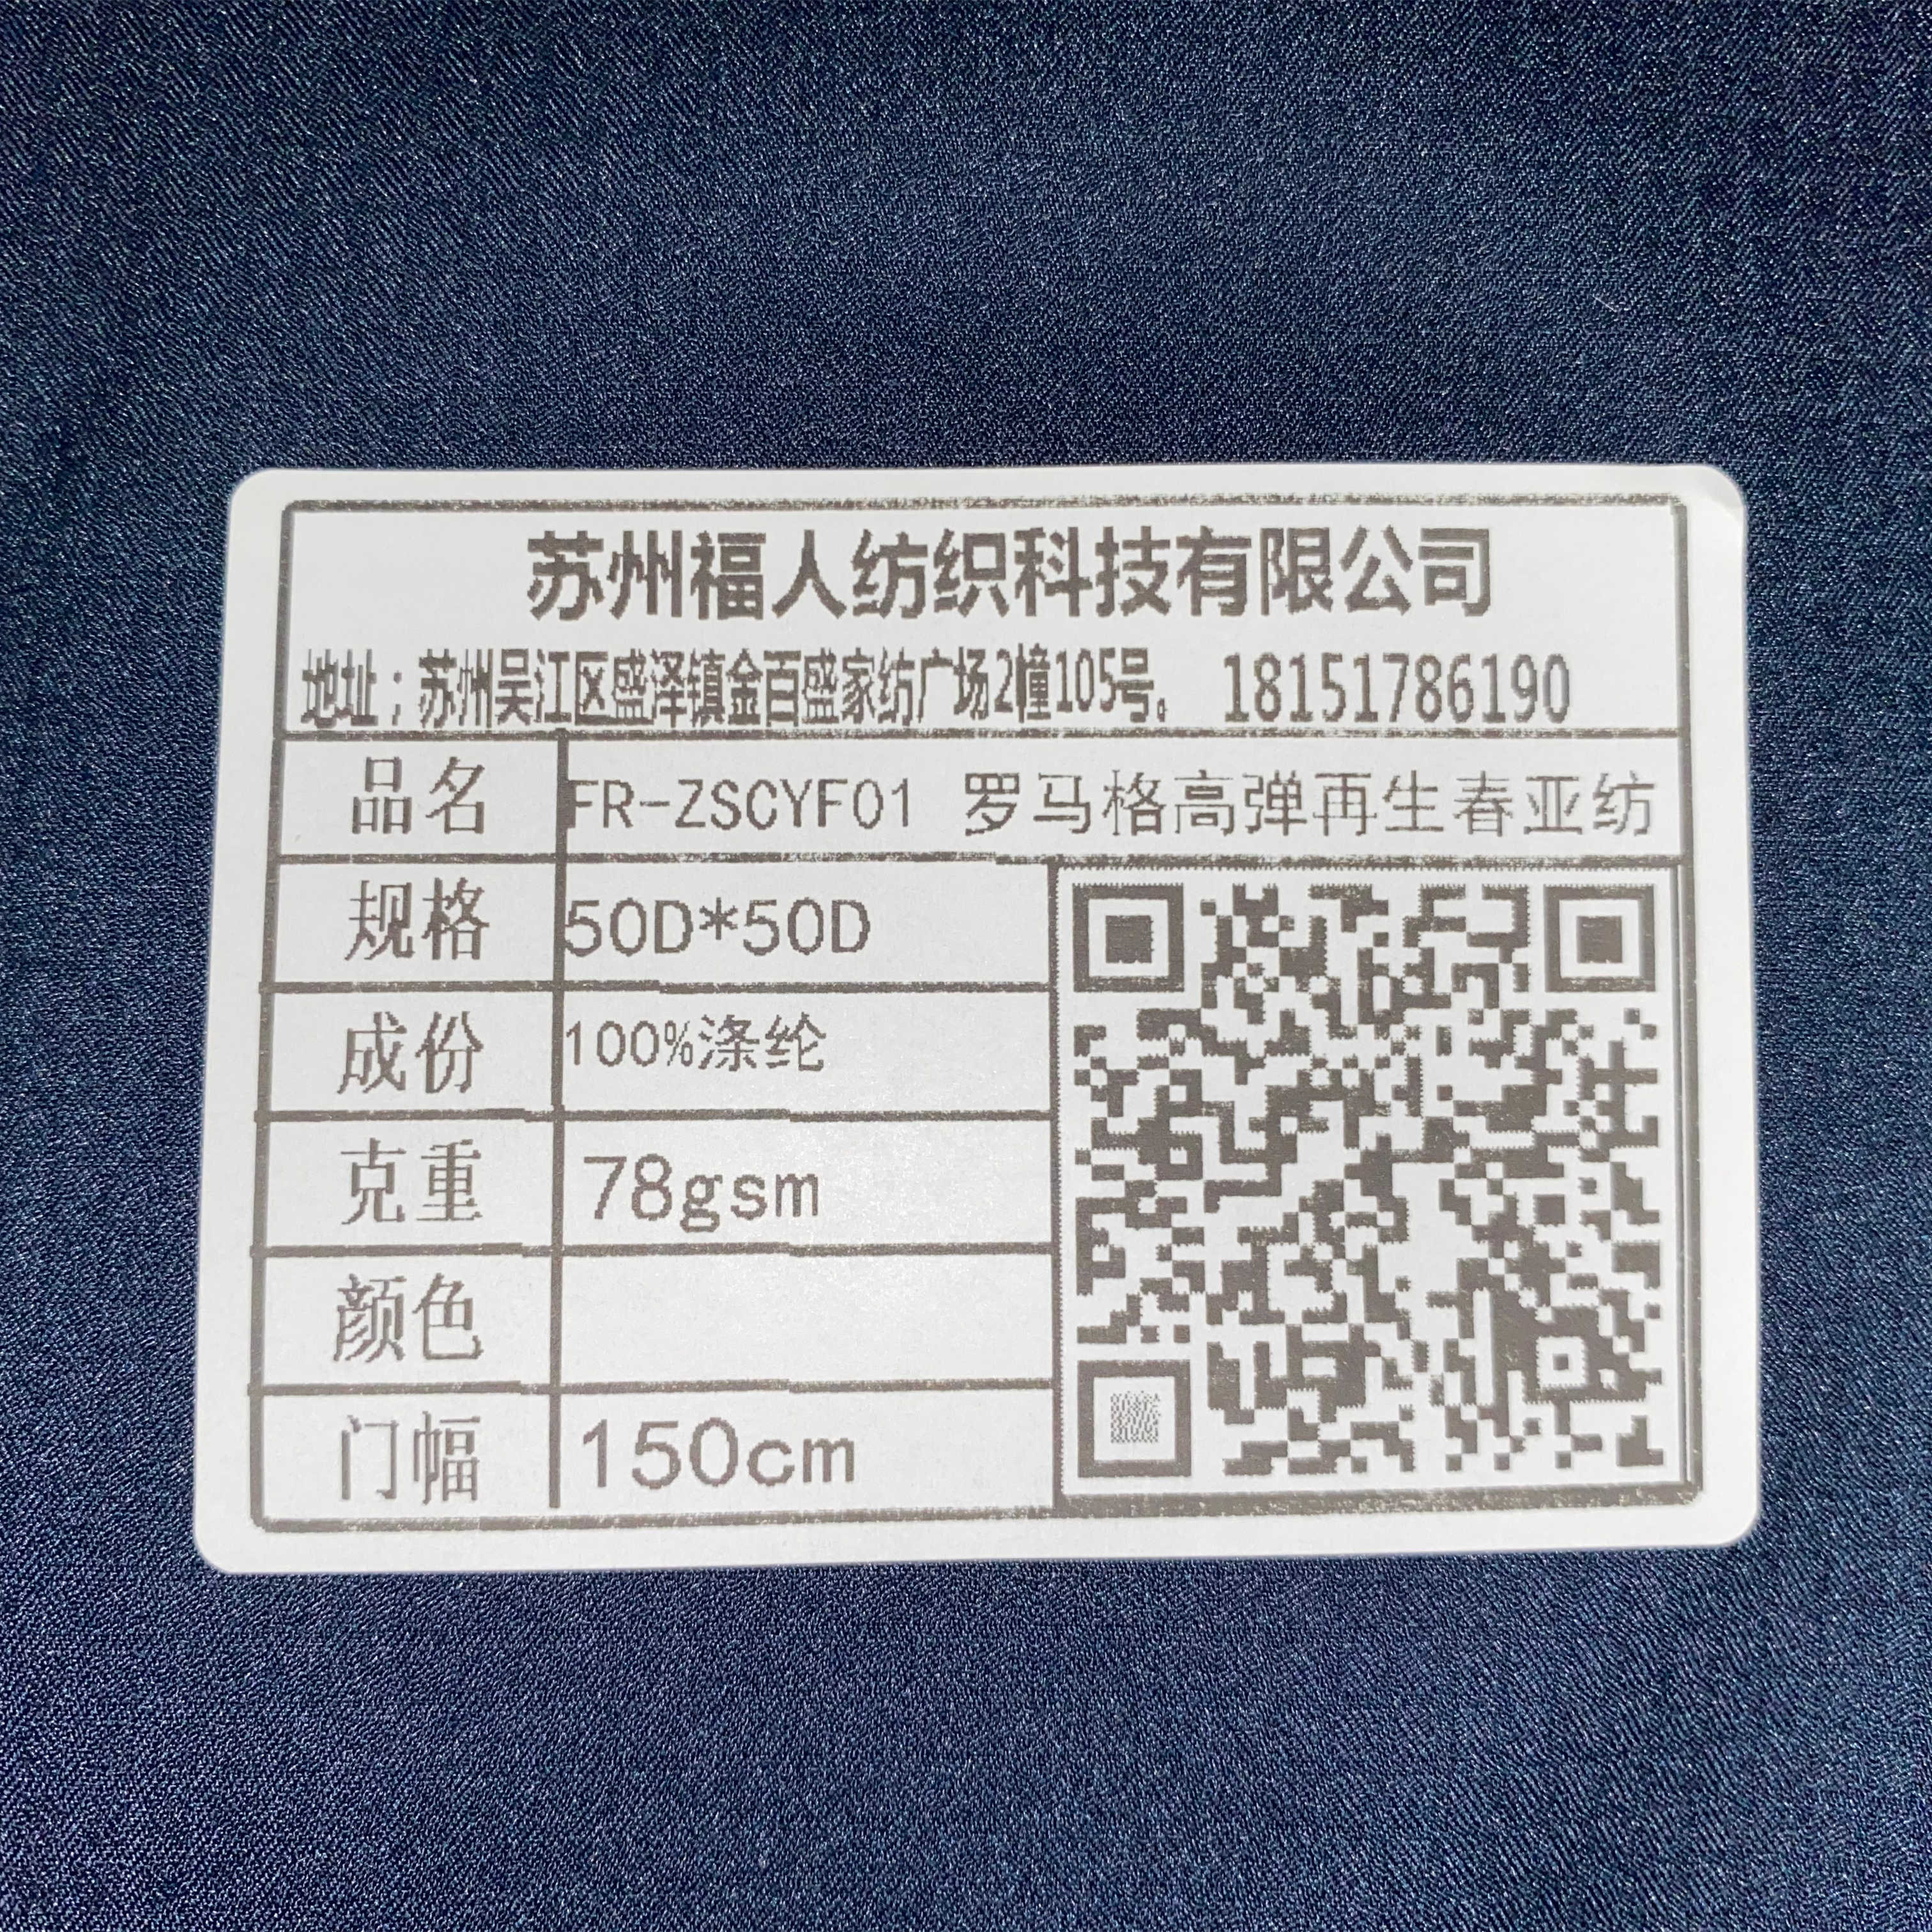 苏州福人纺织科技有限公司
地址：苏州吴江区盛泽镇金百盛家纺广场2幢105号。 18151786190
品名 FR-ZSCYF01 罗马格高弹再生春亚纺
规格 50D*50D
成份 100%涤纶
克重 78gsm
颜色
门幅 150cm